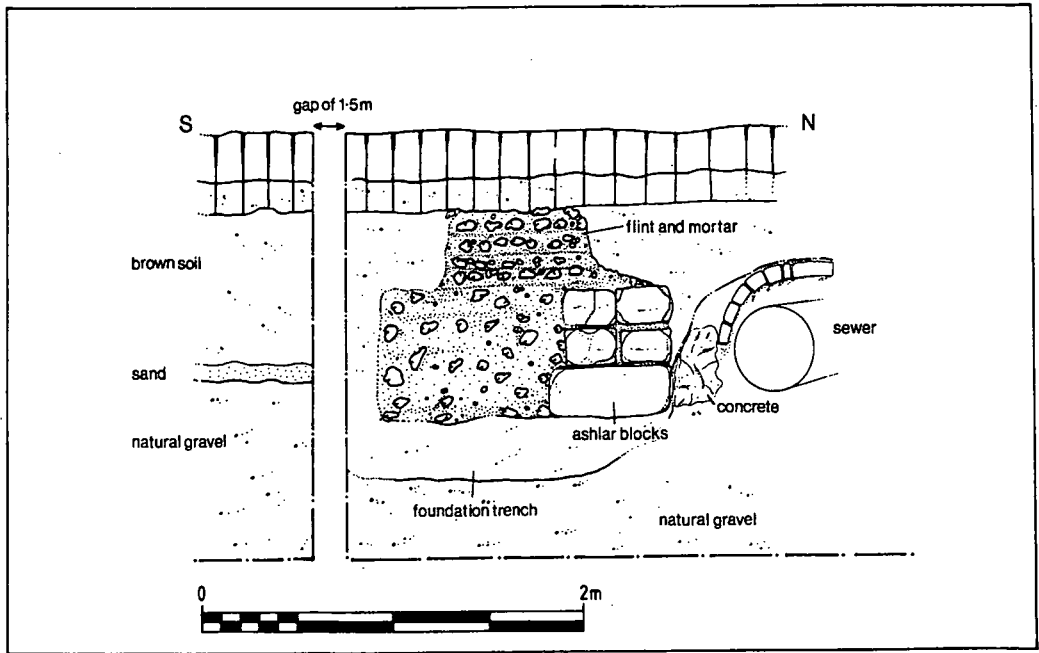 gap of 1·5m
S
N
flint and mortar
brown soil
sewer
sand
concrete
natural gravel
ashlar blocks
foundation trench
natural gravel
0
2m